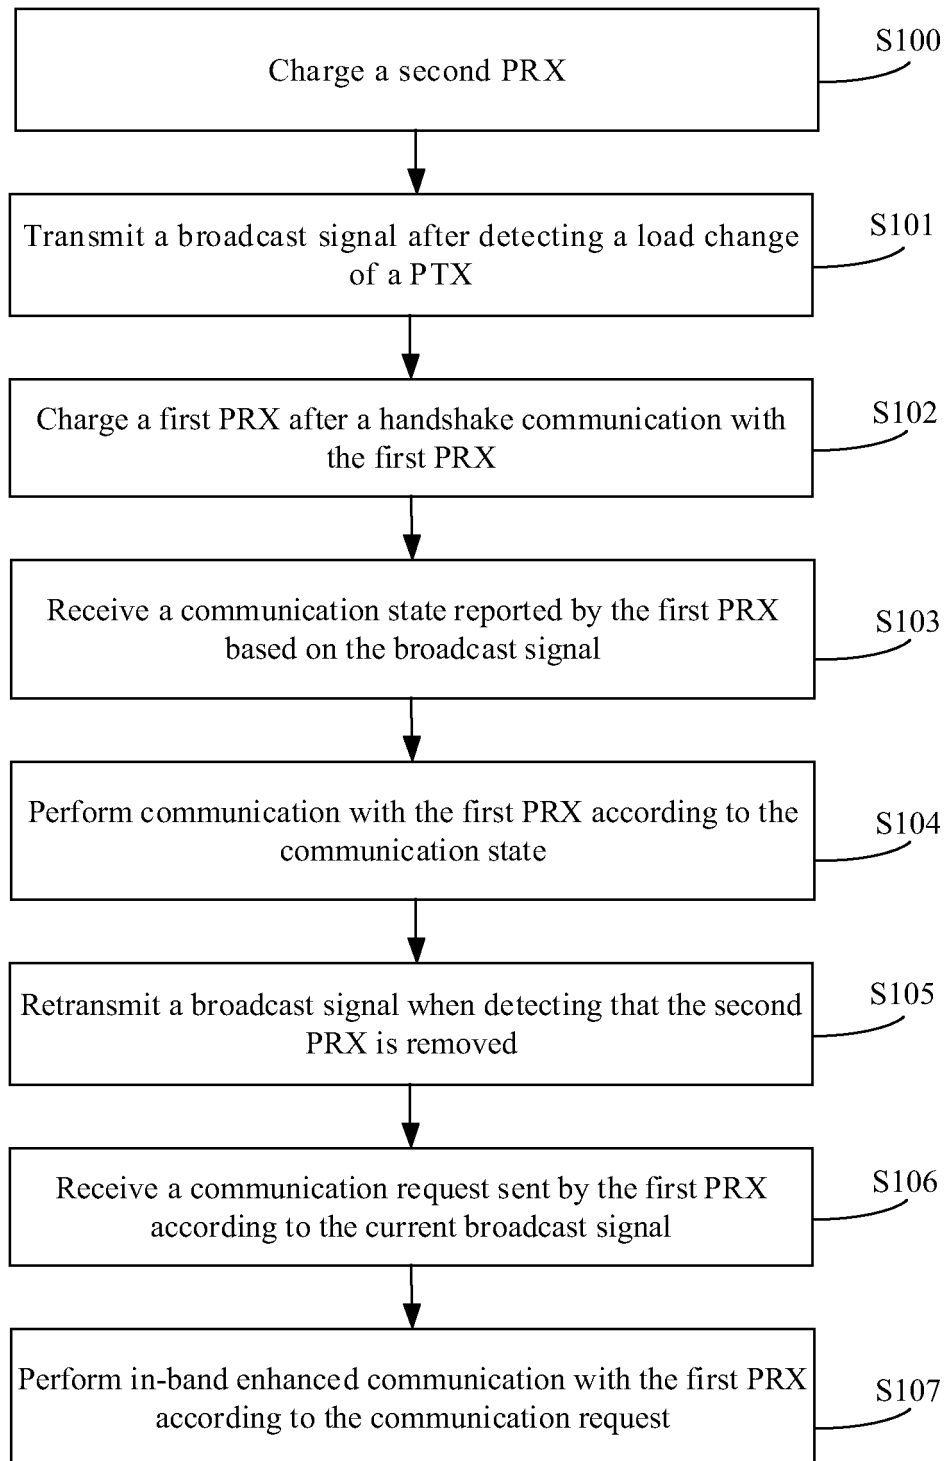 S100
Charge a second PRX
S101
Transmit a broadcast signal after detecting a load change
of a PTX
S102
Charge a first PRX after a handshake communication with
the first PRX
S103
Receive a communication state reported by the first PRX
based on the broadcast signal
S104
Perform communication with the first PRX according to the
communication state
S105
Retransmit a broadcast signal when detecting that the second
PRX is removed
S106
Receive a communication request sent by the first PRX
according to the current broadcast signal
S107
Perform in-band enhanced communication with the first PRX
according to the communication request